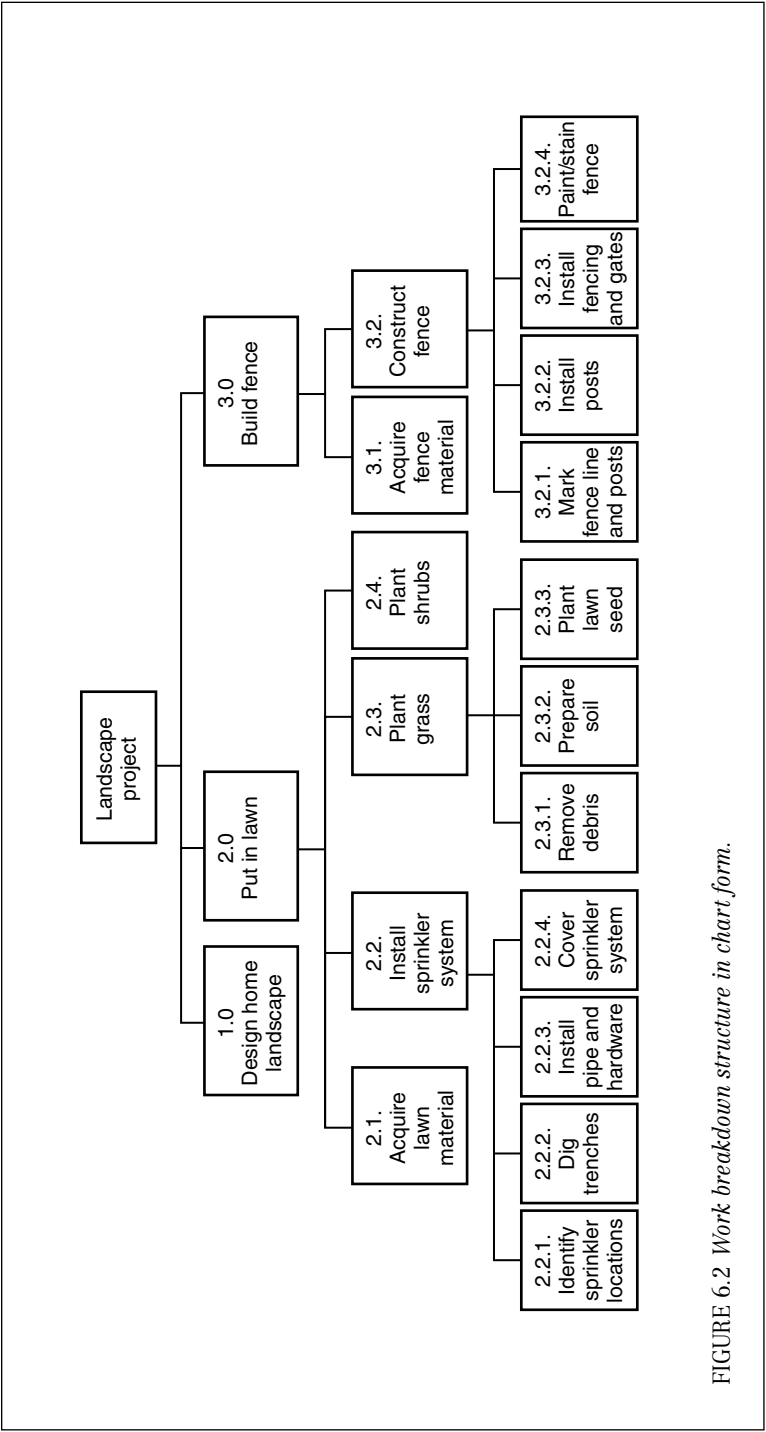 Landscape
project
1.0
Design home
landscape
2.0
Put in lawn
3.0
Build fence
2.1.
Acquire
lawn
material
2.2.
Install
sprinkler
system
2.3.
Plant
grass
2.4.
Plant
shrubs
3.1.
Acquire
fence
material
3.2.
Construct
fence
2.2.1.
Identify
sprinkler
locations
2.2.2.
Dig
trenches
2.2.3.
Install
pipe and
hardware
2.2.4.
Cover
sprinkler
system
2.3.1.
Remove
debris
2.3.2.
Prepare
soil
2.3.3.
Plant
lawn
seed
3.2.1.
Mark
fence line
and posts
3.2.2.
Install
posts
3.2.3.
Install
fencing
and gates
3.2.4.
Paint/stain
fence
FIGURE 6.2 Work breakdown structure in chart form.